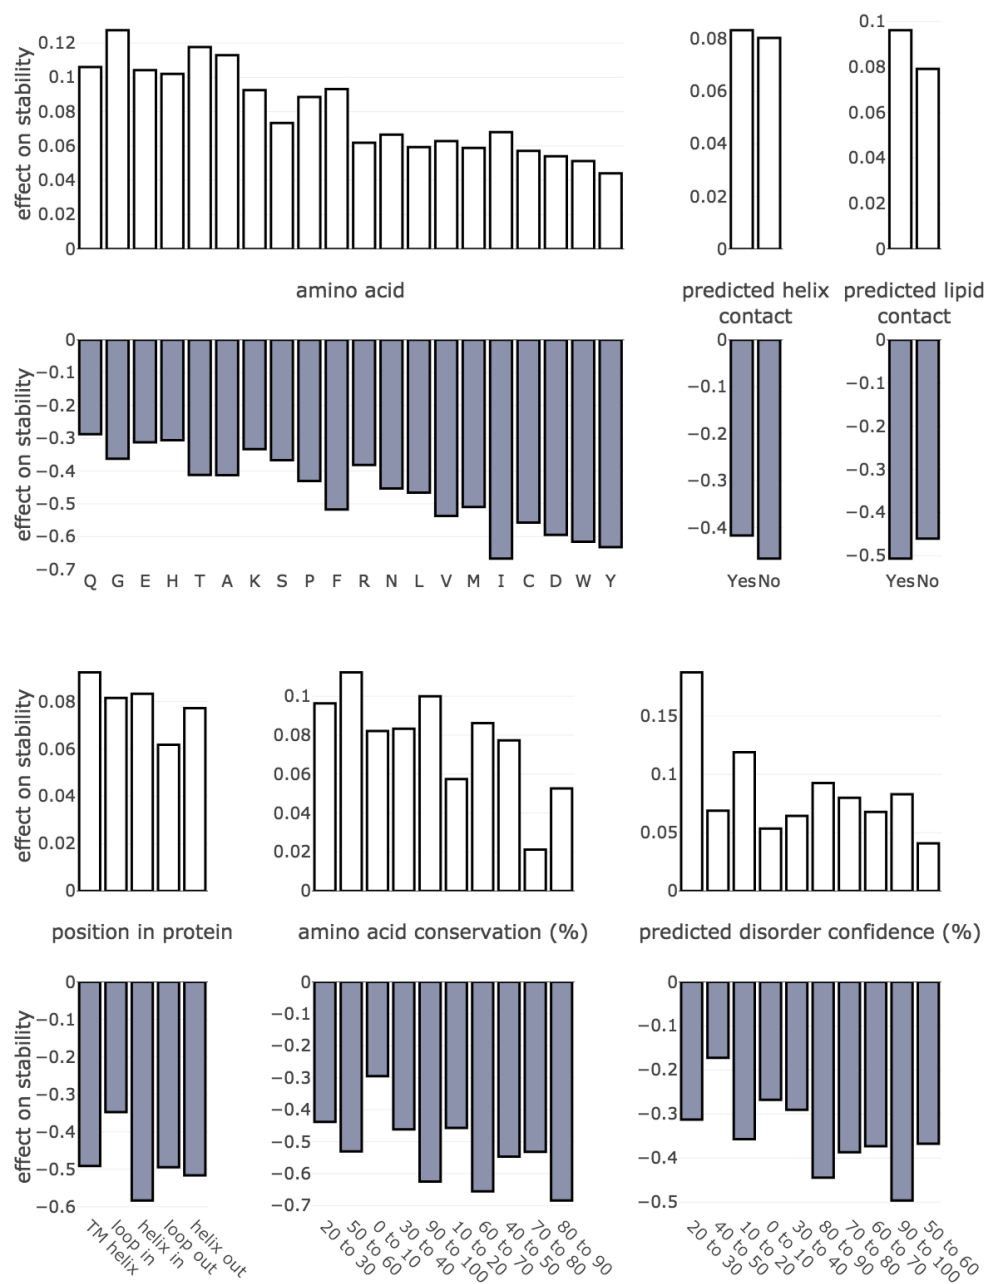 effect on stability
0.12
0.1
0.08
0.06
0.04
0.02
0
0.08
0.06
0.04
0.02
0
0.1
0.08
0.06
0.04
0.02
0
amino acid
predicted helix
contact
predicted lipid
contact
effect on stability
0
−0.1
−0.2
−0.3
−0.4
−0.5
−0.6
−0.7
0
−0.1
−0.2
−0.3
−0.4
0
−0.1
−0.2
−0.3
−0.4
−0.5
Q G E H T A K S P F R N L V M I C D W Y
Yes No
Yes No
effect on stability
0.08
0.06
0.04
0.02
0
0.1
0.08
0.06
0.04
0.02
0
0.15
0.1
0.05
0
position in protein
amino acid conservation (%)
predicted disorder confidence (%)
effect on stability
0
−0.1
−0.2
−0.3
−0.4
−0.5
−0.6
0
−0.1
−0.2
−0.3
−0.4
−0.5
−0.6
−0.7
0
−0.1
−0.2
−0.3
−0.4
−0.5
TM helix
loop in
helix in
loop out
helix out
20 to 30
50 to 60
0 to 10
30 to 40
90 to 100
10 to 20
60 to 70
40 to 50
70 to 80
80 to 90
20 to 30
40 to 50
10 to 20
0 to 10
30 to 40
80 to 90
70 to 80
60 to 70
90 to 100
50 to 60